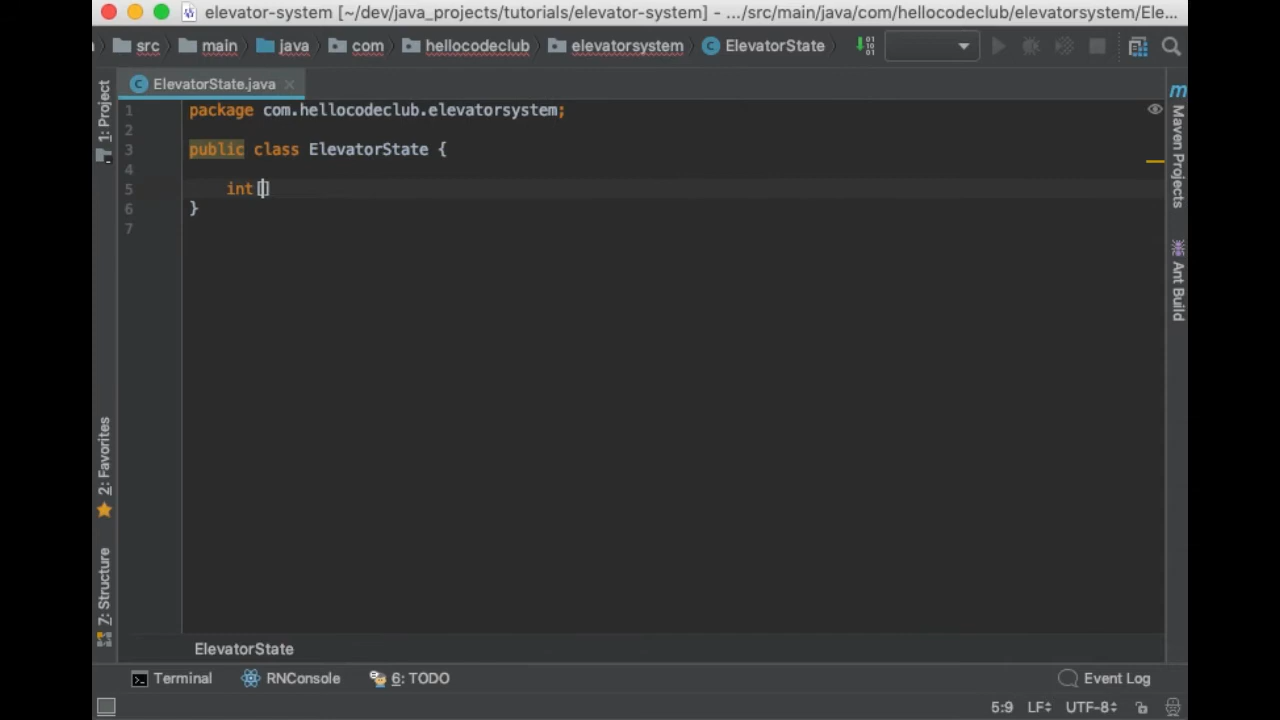 elevator-system [~/dev/java_projects/tutorials/elevator-system] - .../src/main/java/com/hellocodeclub/elevatorsystem/Ele...
src main java com hellocodeclub elevatorsystem ElevatorState
ElevatorState.java
1 package com.hellocodeclub.elevatorsystem;
2
3 public class ElevatorState {
4
5 int[]
6 }
7
1: Project
2: Favorites
7: Structure
Maven Projects
Ant Build
ElevatorState
Terminal RNConsole 6: TODO Event Log
5:9 LF UTF-8